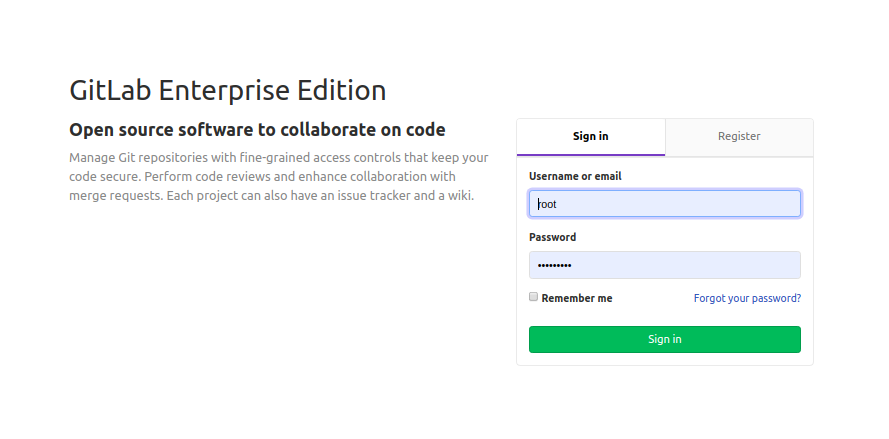 GitLab Enterprise Edition
Open source software to collaborate on code
Manage Git repositories with fine-grained access controls that keep your
code secure. Perform code reviews and enhance collaboration with
merge requests. Each project can also have an issue tracker and a wiki.
Sign in
Register
Username or email
root
Password
•••••••••
Remember me
Forgot your password?
Sign in